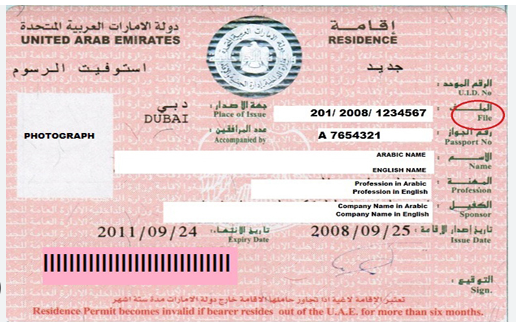 دولة الامارات العربية المتحدة
UNITED ARAB EMIRATES
إقامة
RESIDENCE
استوفيت الرسوم
جديد
الرقم الموحد :
U.I.D. No
دبي
DUBAI
جهة الاصدار :
Place of Issue
201/ 2008/ 1234567
الملف
File
عدد المرافقين :
Accompanied by
A 7654321
رقم الجواز
Passport No
PHOTOGRAPH
ARABIC NAME
ENGLISH NAME
الاسم
Name
Profession in Arabic
Profession in English
المهنة
Profession
Company Name in Arabic
Company Name in English
الكفيل
Sponsor
2011/09/24
تاريخ الانتهاء :
Expiry Date
2008/09/25
تاريخ إصدار الإقامة :
Issue Date
التوقيع :
Sign.
تعتبر الاقامة لاغية اذا تجاوز حاملها الاقامة خارج دولة الامارات مدة ستة اشهر
Residence Permit becomes invalid if bearer resides out of the U.A.E. for more than six months.